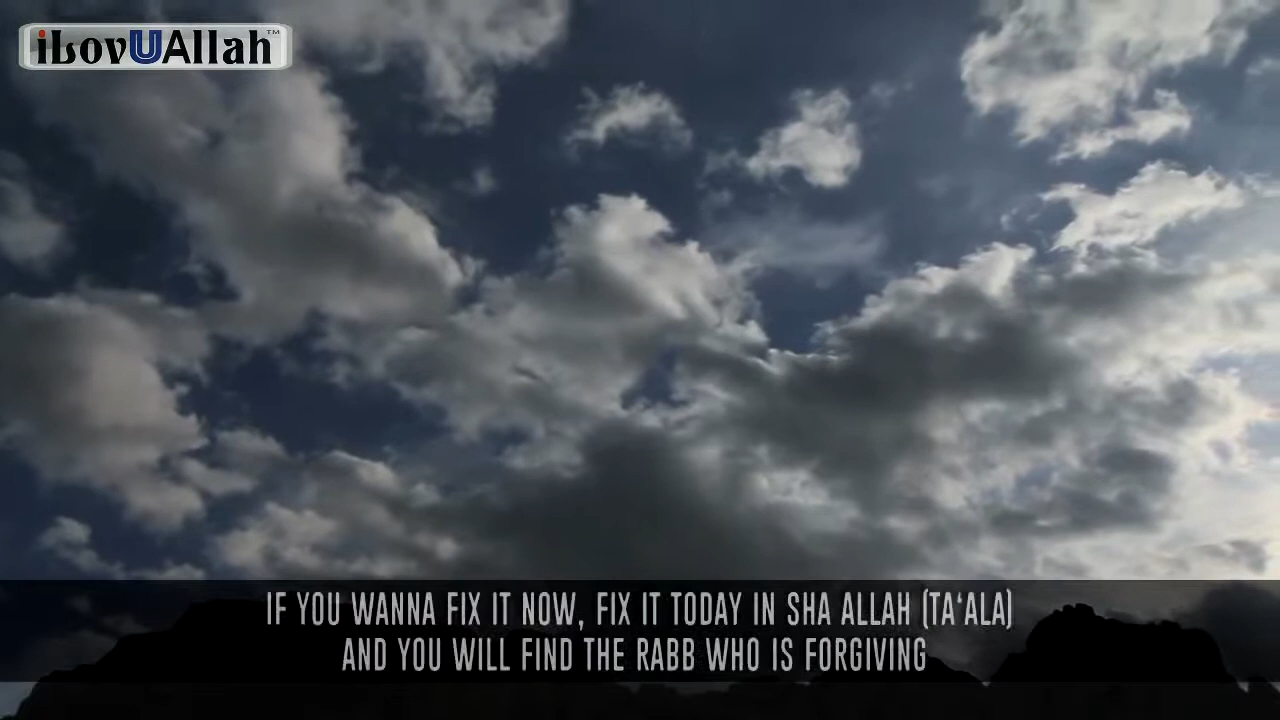 iLovUAllah™
IF YOU WANNA FIX IT NOW, FIX IT TODAY IN SHA ALLAH (TA‘ALA)
AND YOU WILL FIND THE RABB WHO IS FORGIVING